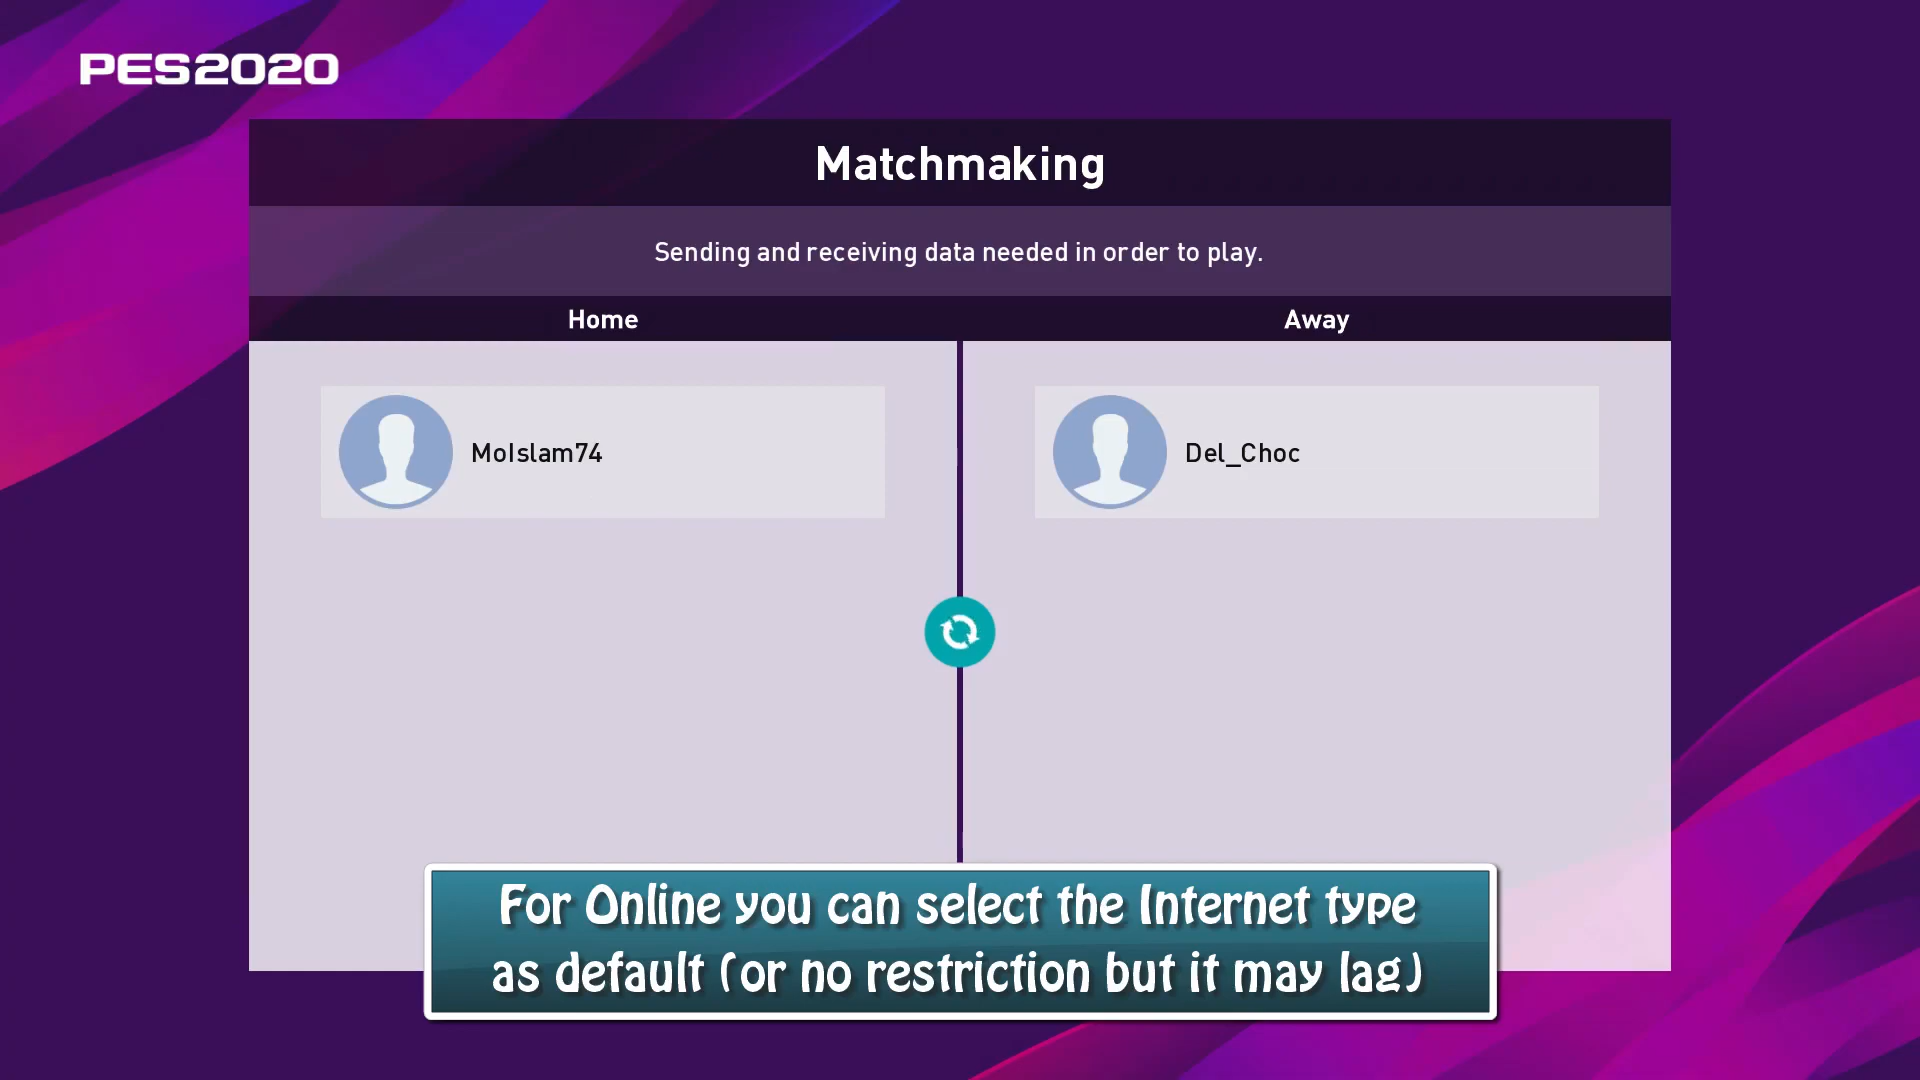 PES2020
Matchmaking
Sending and receiving data needed in order to play.
Home
Away
MoIslam74
Del_Choc
For Online you can select the Internet type
as default (or no restriction but it may lag)